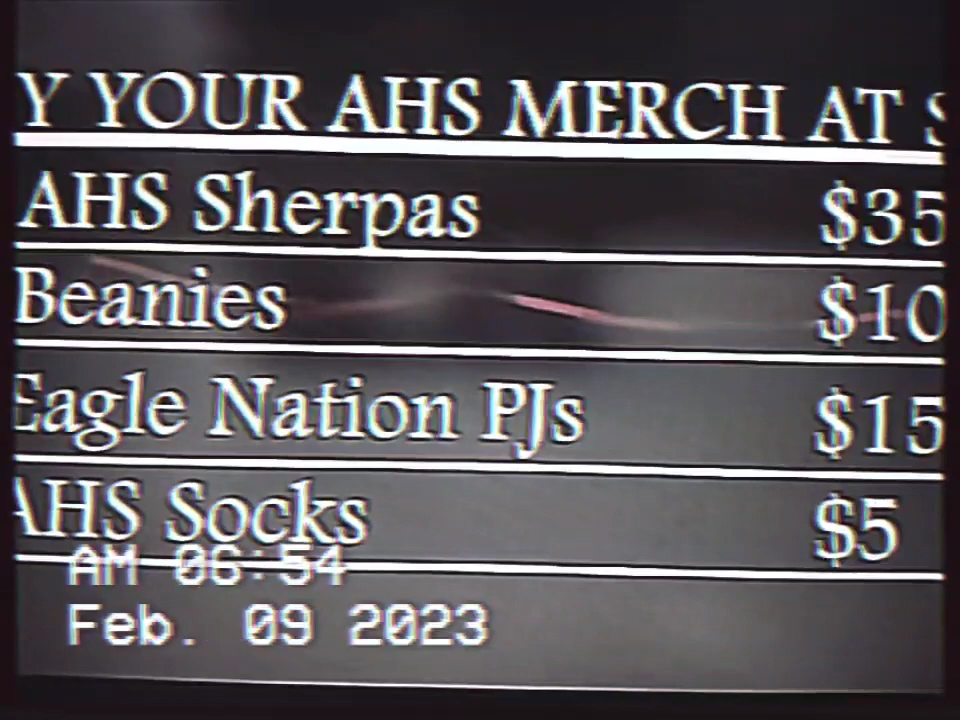 Y YOUR AHS MERCH AT
AHS Sherpas $35
Beanies $10
Eagle Nation PJs $15
AHS Socks $5
AM 06:54
Feb. 09 2023